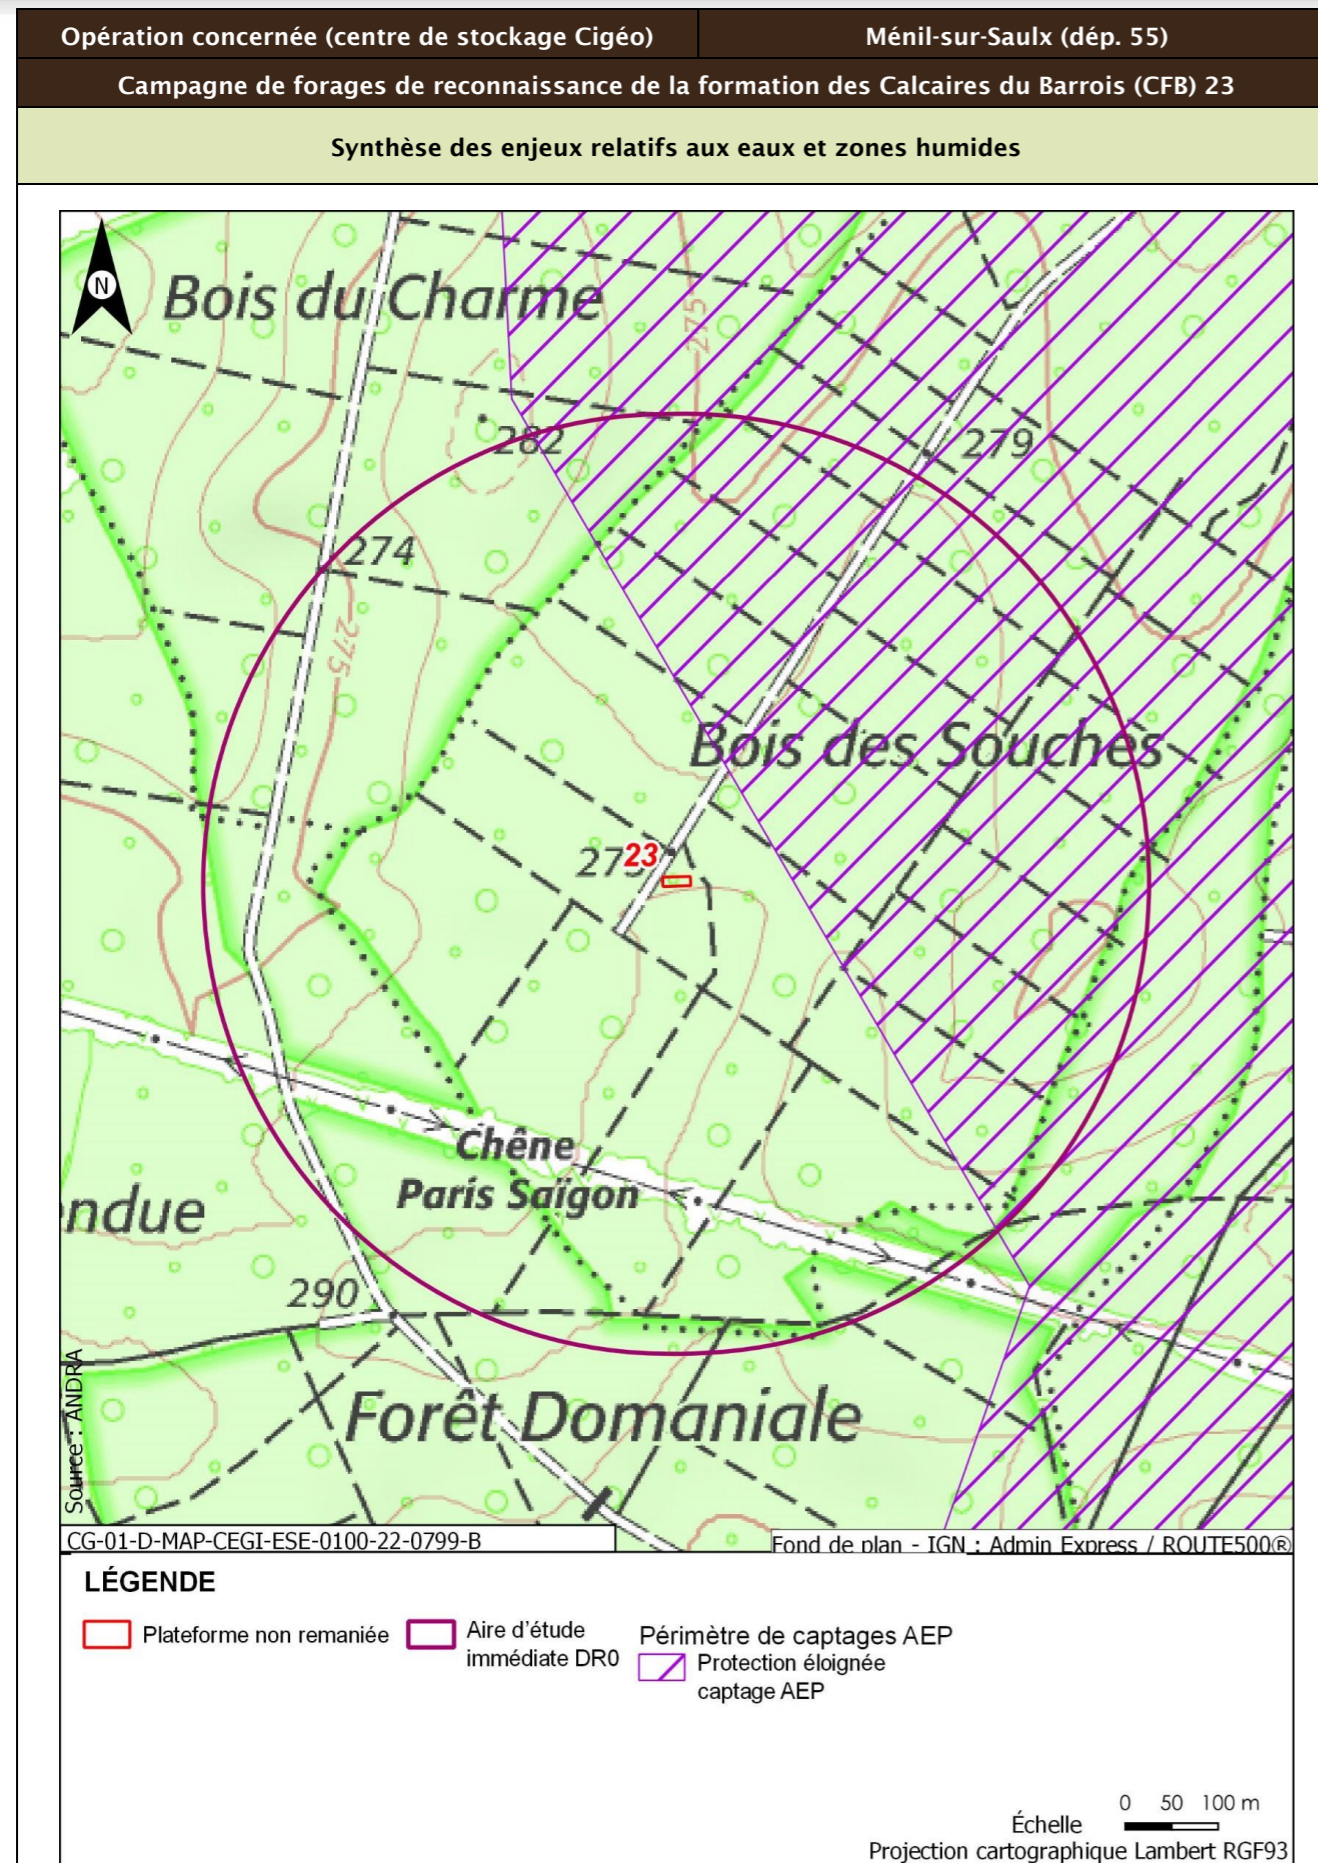 Opération concernée (centre de stockage Cigéo)
Ménil-sur-Saulx (dép. 55)
Campagne de forages de reconnaissance de la formation des Calcaires du Barrois (CFB) 23
Synthèse des enjeux relatifs aux eaux et zones humides
N
Bois du Charme
275
282
279
274
275
Bois des Souches
23
Chêne
Paris Saïgon
ndue
290
Forêt Domaniale
Source : ANDRA
CG-01-D-MAP-CEGI-ESE-0100-22-0799-B
Fond de plan - IGN : Admin Express / ROUTE500®
LÉGENDE
Plateforme non remaniée
Aire d'étude
immédiate DR0
Périmètre de captages AEP
Protection éloignée
captage AEP
0 50 100 m
Échelle
Projection cartographique Lambert RGF93